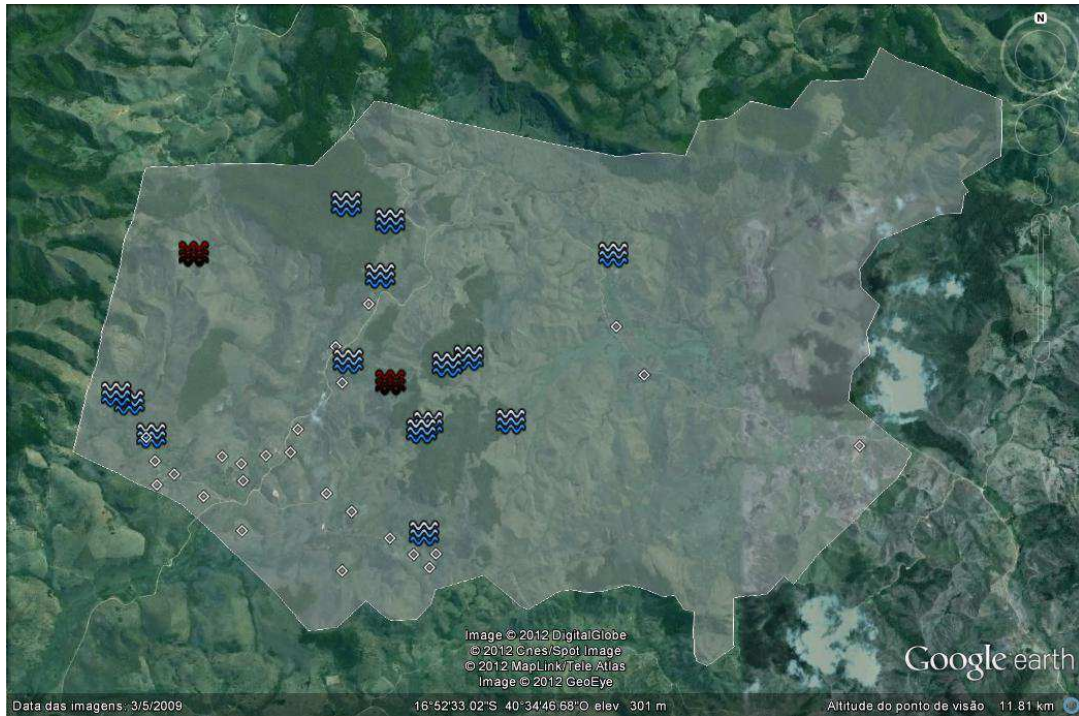 N
Image © 2012 DigitalGlobe
© 2012 Cnes/Spot Image
© 2012 MapLink/Tele Atlas
Image © 2012 GeoEye
Google earth
Data das imagens: 3/5/2009 16°52'33.02"S 40°34'46.68"O elev 301 m Altitude do ponto de visão 11.81 km